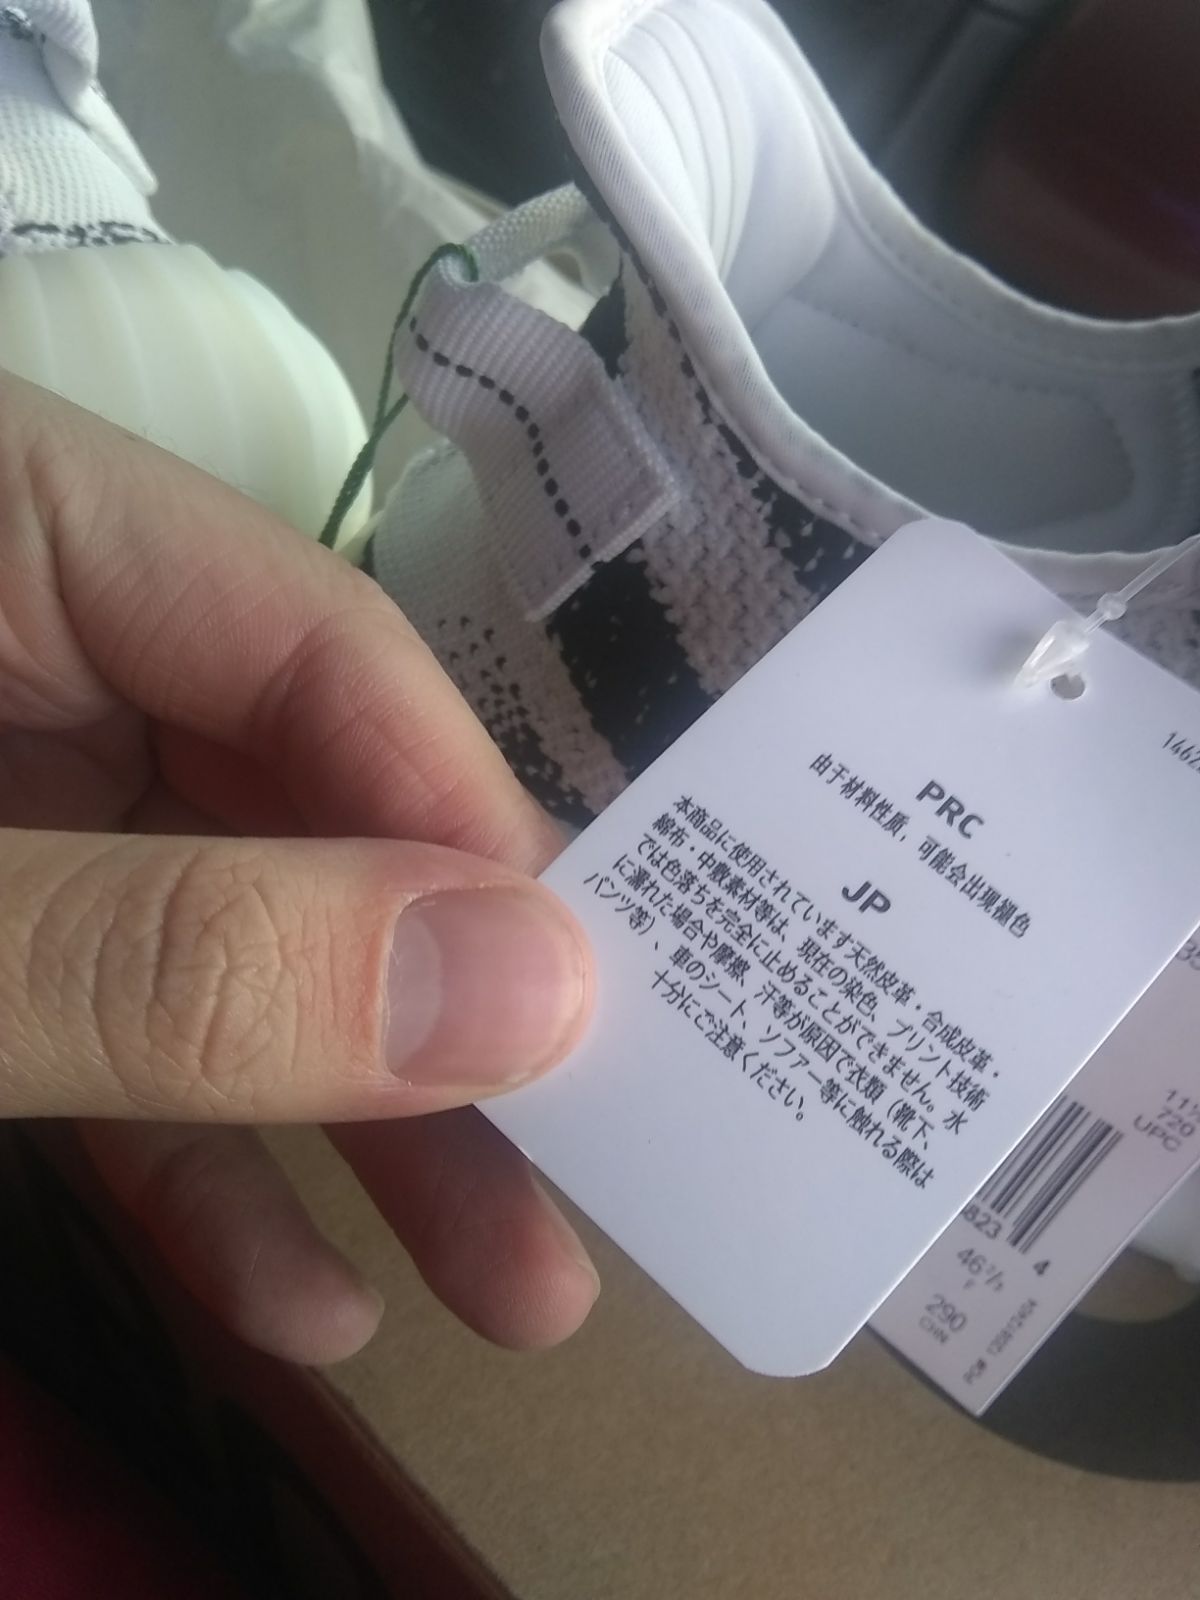 PRC
由于材料性质，可能会出现褪色
JP
本商品に使用されています天然皮革・合成皮革・
綿布・中敷素材等は、現在の染色、プリント技術
では色落ちを完全に止めることができません。水
に濡れた場合や摩擦、汗等が原因で衣類（靴下、
パンツ等）、車のシート、ソファー等に触れる際は
十分にご注意ください。
720
UPC
823
4
46 2/3
F
290
CHN